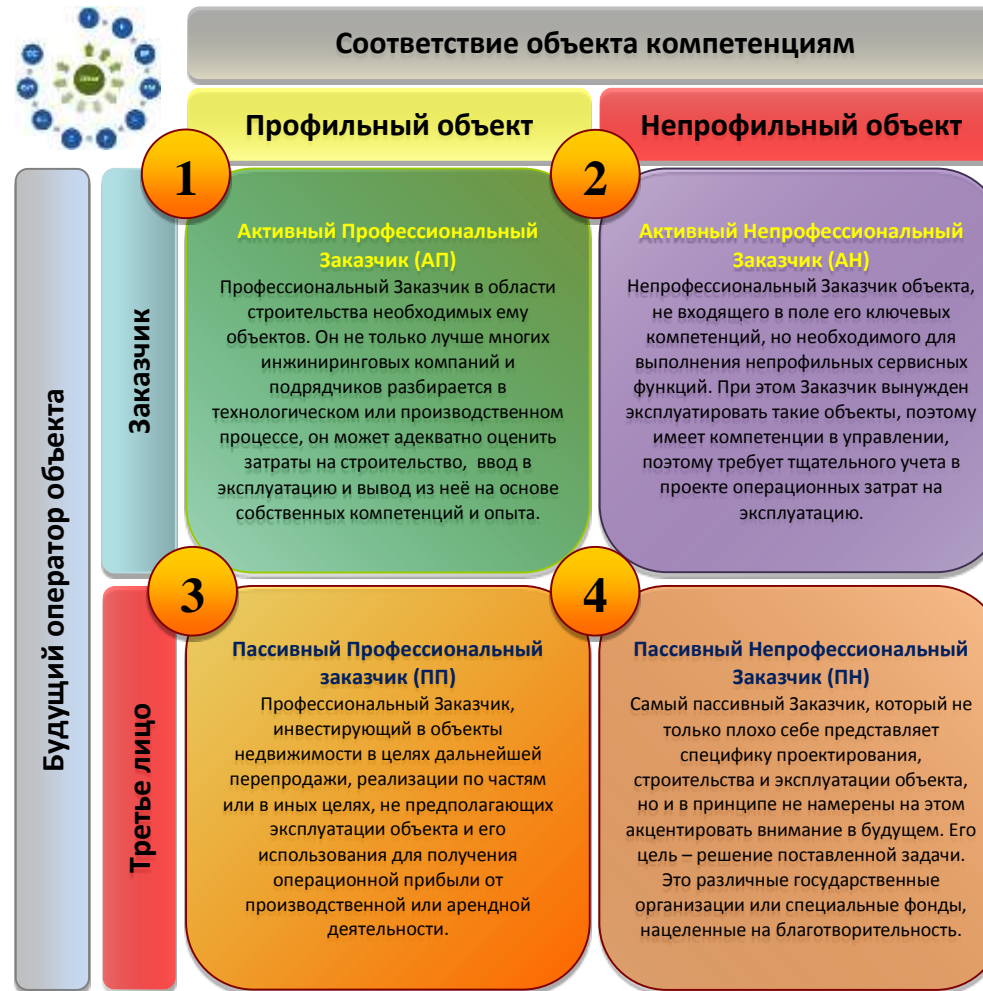 Соответствие объекта компетенциям
Профильный объект
Непрофильный объект
Будущий оператор объекта
Заказчик
1
Активный Профессиональный
Заказчик (АП)
Профессиональный Заказчик в области
строительства необходимых ему
объектов. Он не только лучше многих
инжиниринговых компаний и
подрядчиков разбирается в
технологическом или производственном
процессе, он может адекватно оценить
затраты на строительство, ввод в
эксплуатацию и вывод из неё на основе
собственных компетенций и опыта.
2
Активный Непрофессиональный
Заказчик (АН)
Непрофессиональный Заказчик объекта,
не входящего в поле его ключевых
компетенций, но необходимого для
выполнения непрофильных сервисных
функций. При этом Заказчик вынужден
эксплуатировать такие объекты, поэтому
имеет компетенции в управлении,
поэтому требует тщательного учета в
проекте операционных затрат на
эксплуатацию.
Третье лицо
3
Пассивный Профессиональный
заказчик (ПП)
Профессиональный Заказчик,
инвестирующий в объекты
недвижимости в целях дальнейшей
перепродажи, реализации по частям
или в иных целях, не предполагающих
эксплуатации объекта и его
использования для получения
операционной прибыли от
производственной или арендной
деятельности.
4
Пассивный Непрофессиональный
Заказчик (ПН)
Самый пассивный Заказчик, который не
только плохо себе представляет
специфику проектирования,
строительства и эксплуатации объекта,
но и в принципе не намерены на этом
акцентировать внимание в будущем. Его
цель – решение поставленной задачи.
Это различные государственные
организации или специальные фонды,
нацеленные на благотворительность.